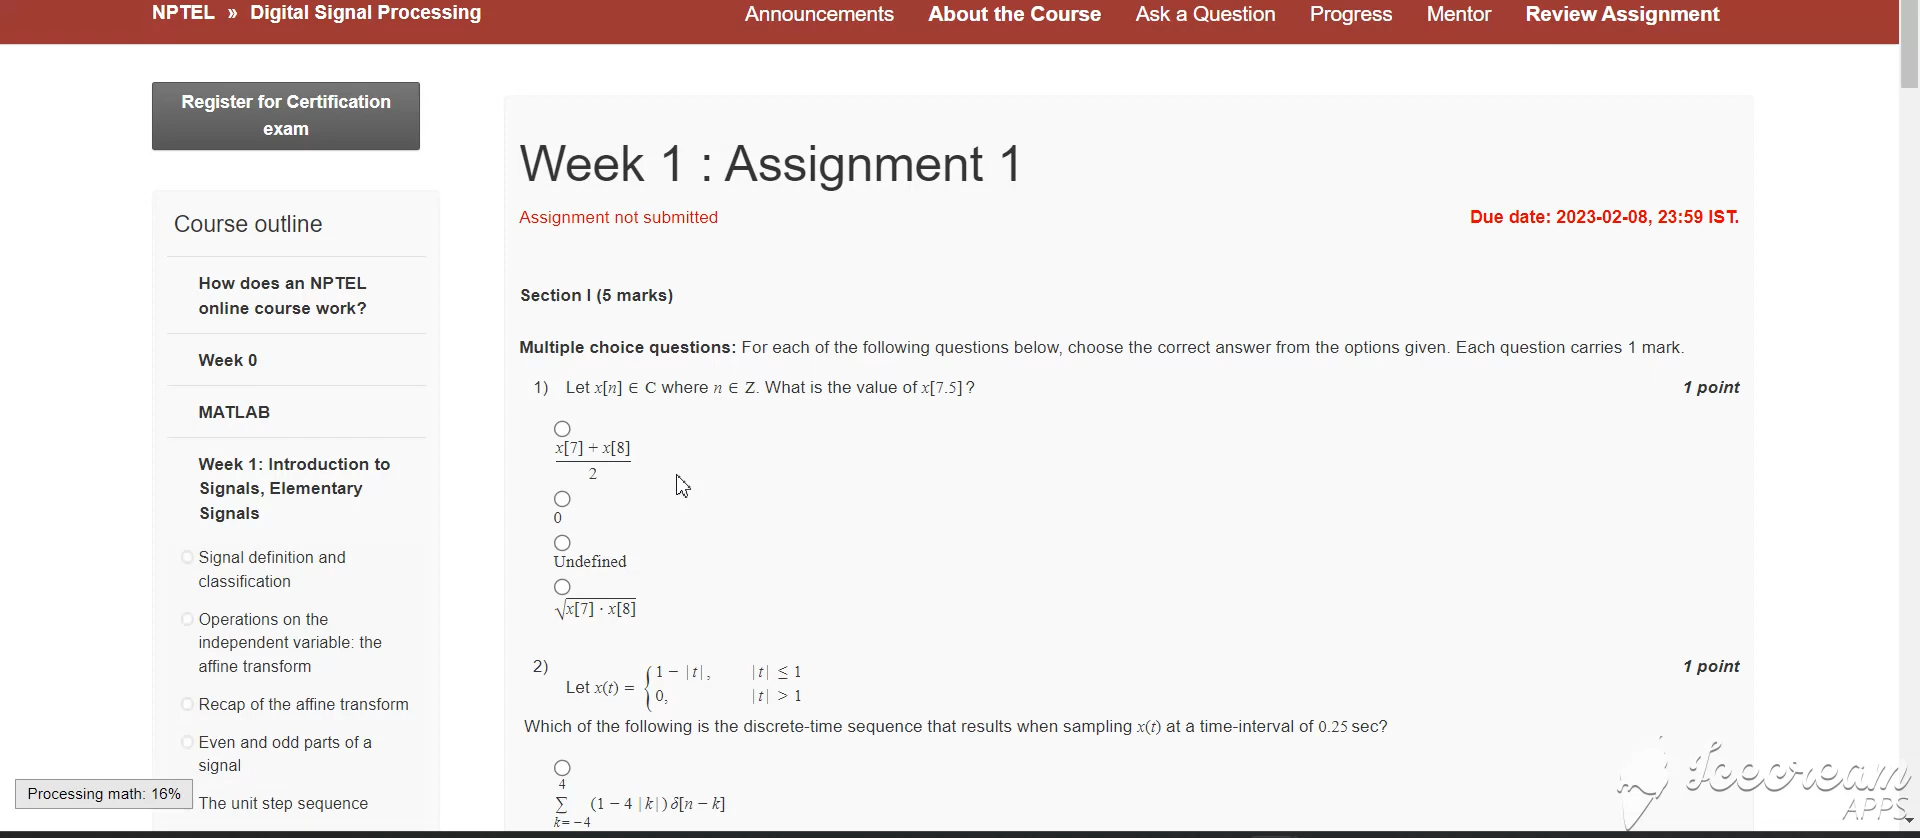 NPTEL » Digital Signal Processing
Announcements About the Course Ask a Question Progress Mentor Review Assignment
Register for Certification
exam
Course outline
How does an NPTEL
online course work?
Week 0
MATLAB
Week 1: Introduction to
Signals, Elementary
Signals
Signal definition and
classification
Operations on the
independent variable: the
affine transform
Recap of the affine transform
Even and odd parts of a
signal
The unit step sequence
Processing math: 16%
Week 1 : Assignment 1
Assignment not submitted
Due date: 2023-02-08, 23:59 IST.
Section I (5 marks)
Multiple choice questions: For each of the following questions below, choose the correct answer from the options given. Each question carries 1 mark.
1) Let x[n] ∈ C where n ∈ Z. What is the value of x[7.5]? 1 point
x[7] + x[8]
2
0
Undefined
√x[7] · x[8]
2) 1 point
Let x(t) = { 1 − |t|, |t| ≤ 1
0, |t| > 1
Which of the following is the discrete-time sequence that results when sampling x(t) at a time-interval of 0.25 sec?
4
∑ (1 − 4 |k|) δ[n − k]
k= −4
Icecream
APPS